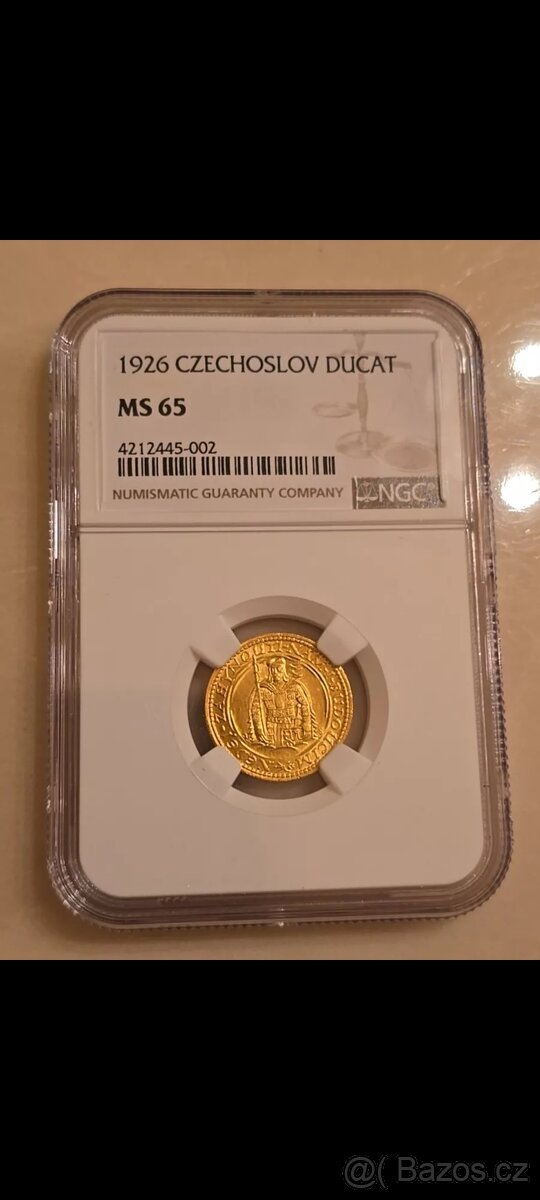 1926 CZECHOSLOV DUCAT
MS 65
4212445-002
NUMISMATIC GUARANTY COMPANY
NGC
@( Bazos.cz